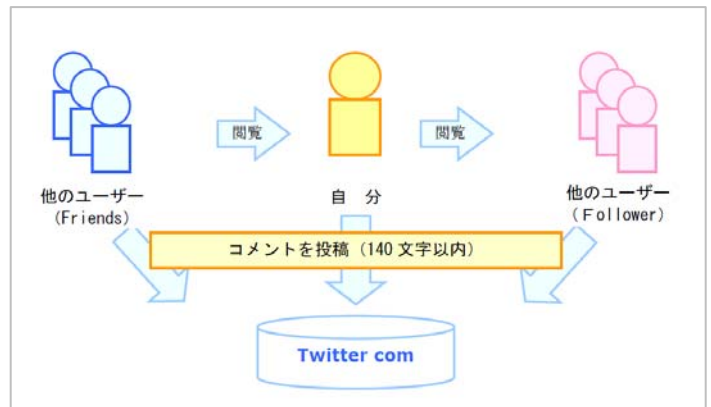 閲覧
閲覧
他のユーザー
(Friends)
自　分
他のユーザー
(Ｆollower)
コメントを投稿（140 文字以内）
Twitter com